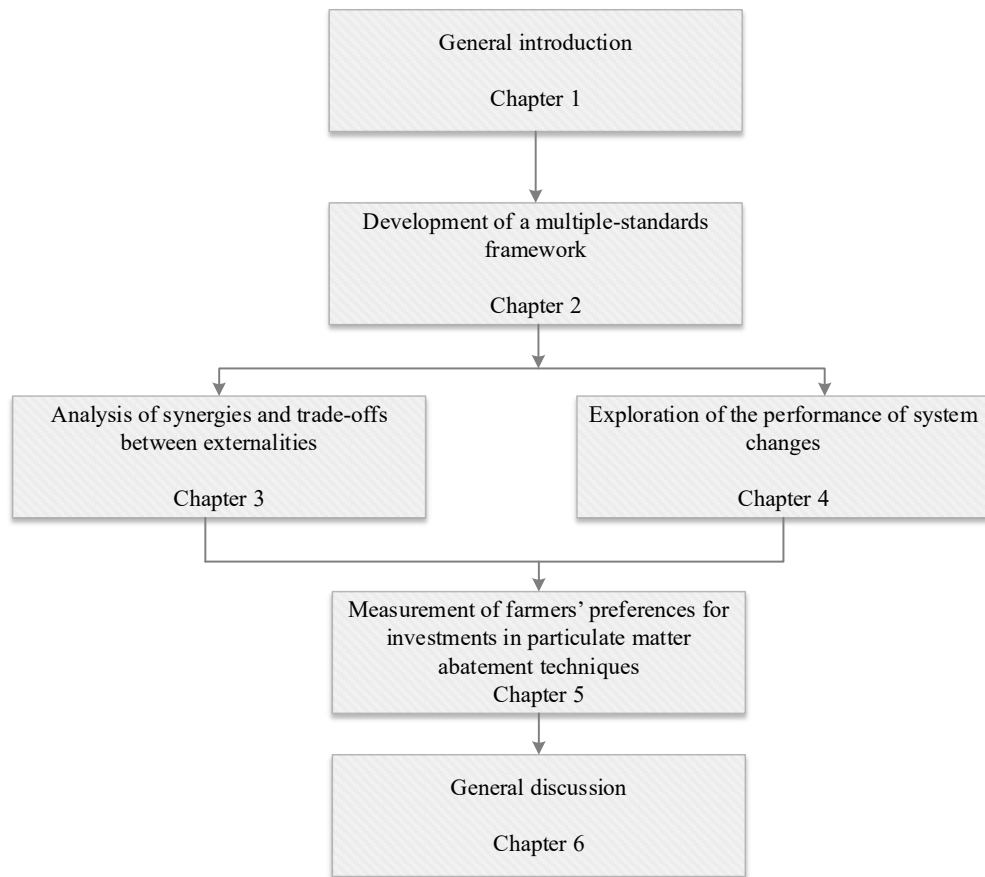 General introduction
Chapter 1
Development of a multiple-standards
framework
Chapter 2
Analysis of synergies and trade-offs
between externalities
Chapter 3
Exploration of the performance of system
changes
Chapter 4
Measurement of farmers’ preferences for
investments in particulate matter
abatement techniques
Chapter 5
General discussion
Chapter 6